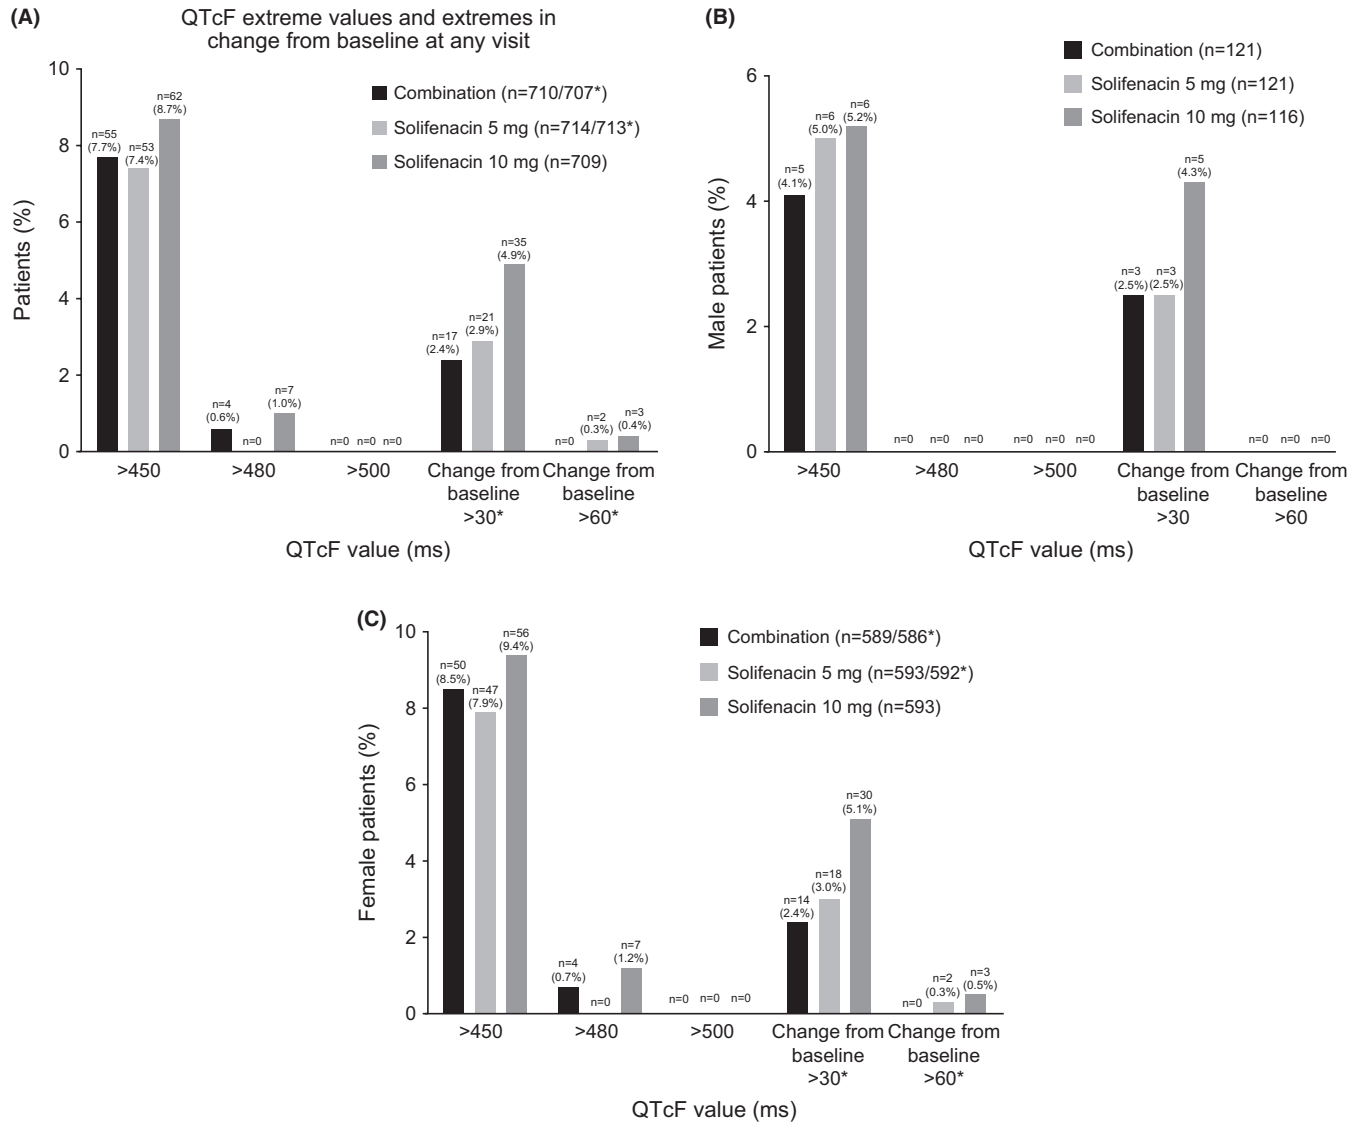 (A)
QTcF extreme values and extremes in
change from baseline at any visit
Patients (%)
10
8
6
4
2
0
Combination (n=710/707*)
Solifenacin 5 mg (n=714/713*)
Solifenacin 10 mg (n=709)
n=55
(7.7%)
n=53
(7.4%)
n=62
(8.7%)
n=4
(0.6%)
n=0
n=7
(1.0%)
n=0 n=0 n=0
n=17
(2.4%)
n=21
(2.9%)
n=35
(4.9%)
n=0
n=2
(0.3%)
n=3
(0.4%)
>450
>480
>500
Change from
baseline
>30*
Change from
baseline
>60*
QTcF value (ms)
(B)
Male patients (%)
6
4
2
0
Combination (n=121)
Solifenacin 5 mg (n=121)
Solifenacin 10 mg (n=116)
n=5
(4.1%)
n=6
(5.0%)
n=6
(5.2%)
n=0 n=0 n=0
n=0 n=0 n=0
n=3
(2.5%)
n=3
(2.5%)
n=5
(4.3%)
n=0 n=0 n=0
>450
>480
>500
Change from
baseline
>30
Change from
baseline
>60
QTcF value (ms)
(C)
Female patients (%)
10
8
6
4
2
0
Combination (n=589/586*)
Solifenacin 5 mg (n=593/592*)
Solifenacin 10 mg (n=593)
n=50
(8.5%)
n=47
(7.9%)
n=56
(9.4%)
n=4
(0.7%)
n=0
n=7
(1.2%)
n=0 n=0 n=0
n=14
(2.4%)
n=18
(3.0%)
n=30
(5.1%)
n=0
n=2
(0.3%)
n=3
(0.5%)
>450
>480
>500
Change from
baseline
>30*
Change from
baseline
>60*
QTcF value (ms)